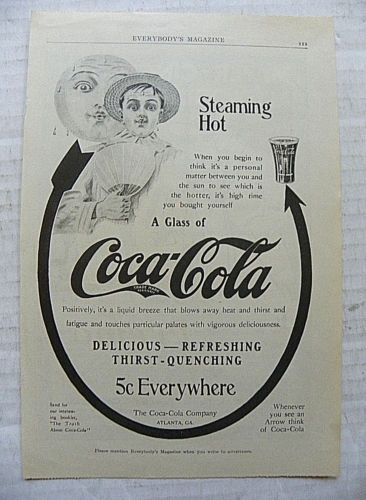 EVERYBODY'S MAGAZINE
Steaming
Hot
When you begin to
think it's a personal
matter between you and
the sun to see which is
the hotter, it's high time
you bought yourself
A Glass of
Coca-Cola
TRADE MARK
Positively, it's a liquid breeze that blows away heat and thirst and
fatigue and touches particular palates with vigorous deliciousness.
DELICIOUS — REFRESHING
THIRST-QUENCHING
5c Everywhere
Send for
our interest-
ing booklet,
"The Truth
About Coca-Cola"
The Coca-Cola Company
ATLANTA, GA.
Whenever
you see an
Arrow think
of Coca-Cola
Please mention Everybody's Magazine when you write to advertisers.